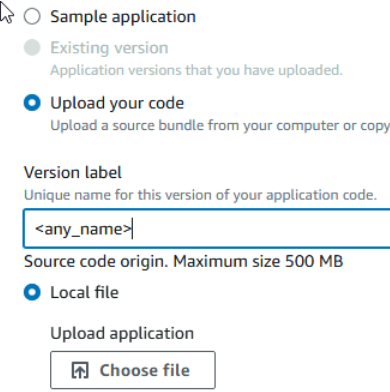 Sample application
Existing version
Application versions that you have uploaded.
Upload your code
Upload a source bundle from your computer or copy
Version label
Unique name for this version of your application code.
<any_name>
Source code origin. Maximum size 500 MB
Local file
Upload application
Choose file